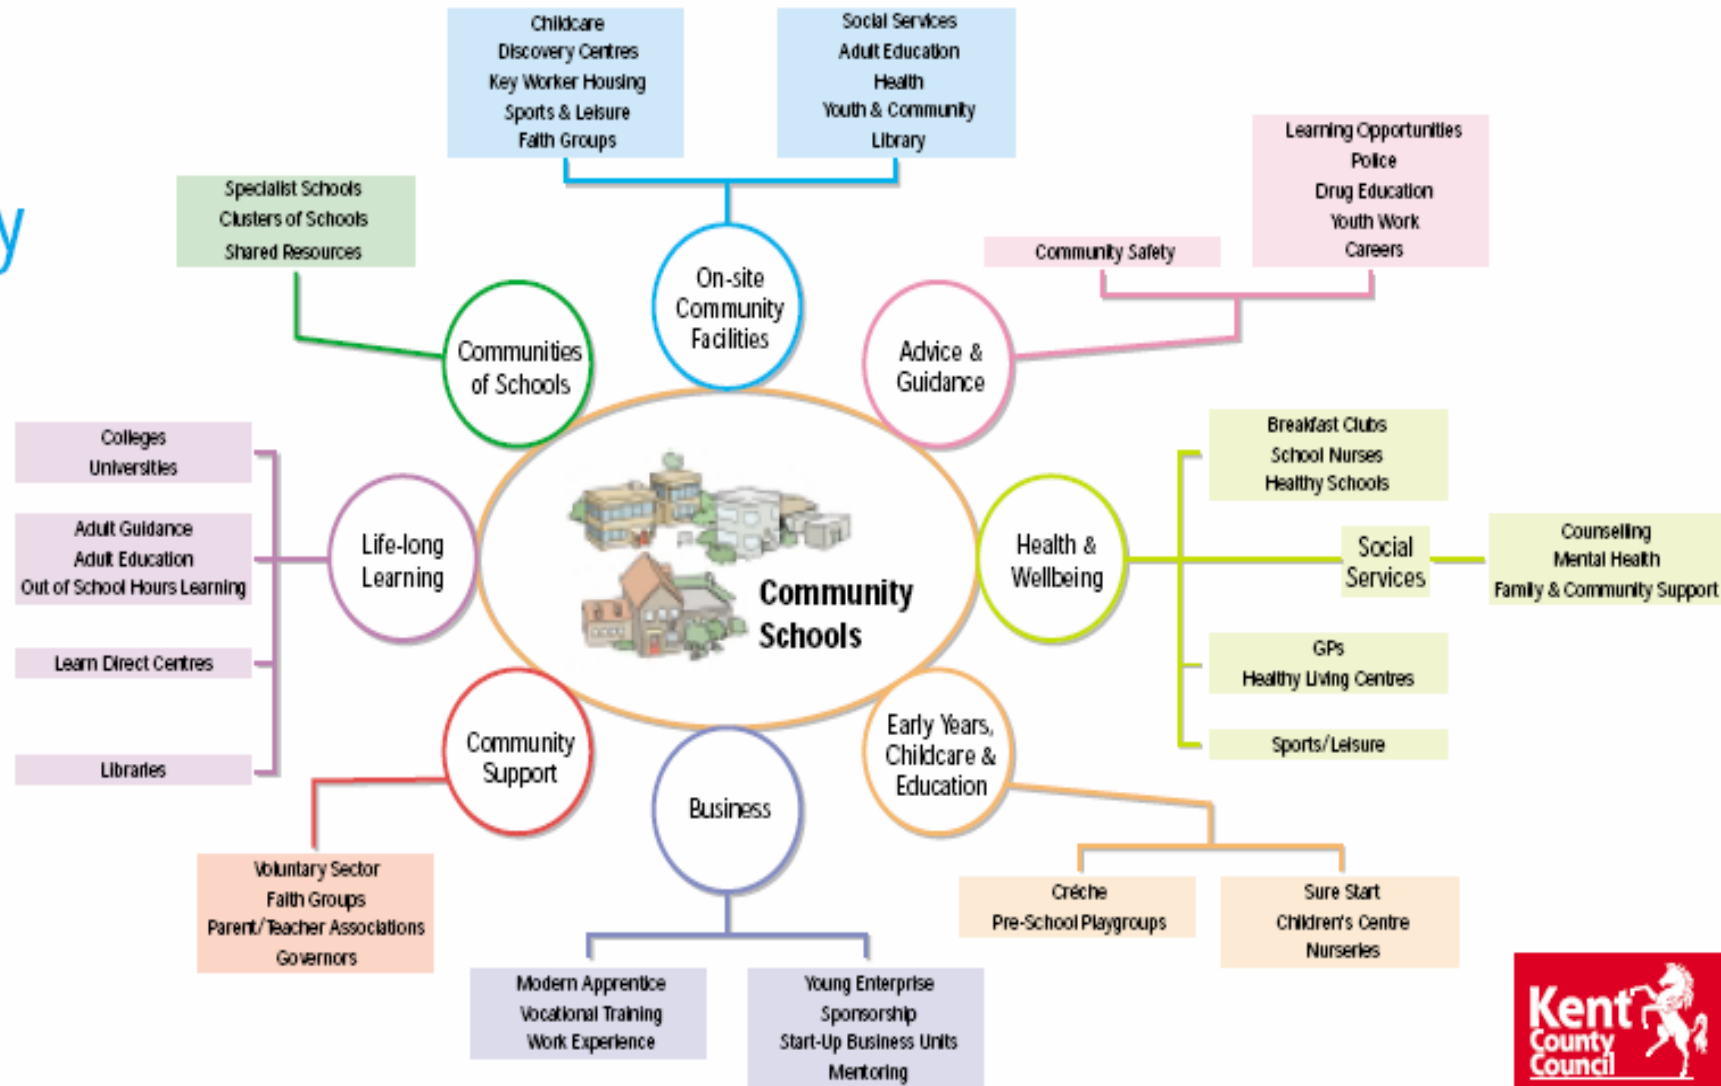 y
Childcare
Discovery Centres
Key Worker Housing
Sports & Leisure
Faith Groups
Social Services
Adult Education
Health
Youth & Community
Library
Learning Opportunities
Police
Drug Education
Youth Work
Careers
Community Safety
Specialist Schools
Clusters of Schools
Shared Resources
On-site
Community
Facilities
Communities
of Schools
Advice &
Guidance
Colleges
Universities
Adult Guidance
Adult Education
Out of School Hours Learning
Learn Direct Centres
Libraries
Life-long
Learning
Community
Schools
Health &
Wellbeing
Breakfast Clubs
School Nurses
Healthy Schools
Social
Services
Counselling
Mental Health
Family & Community Support
GPs
Healthy Living Centres
Sports/Leisure
Community
Support
Business
Early Years,
Childcare &
Education
Voluntary Sector
Faith Groups
Parent/Teacher Associations
Governors
Modern Apprentice
Vocational Training
Work Experience
Young Enterprise
Sponsorship
Start-Up Business Units
Mentoring
Créche
Pre-School Playgroups
Sure Start
Children's Centre
Nurseries
Kent
County
Council